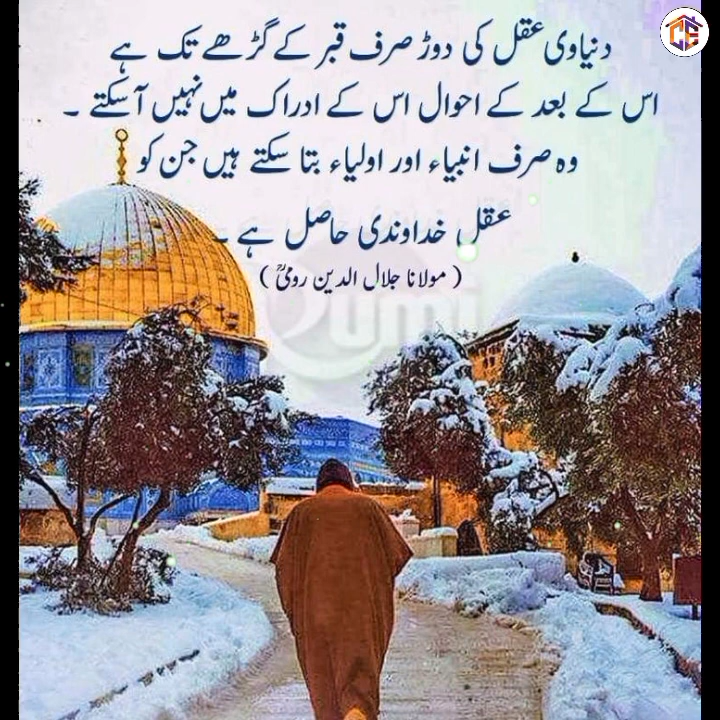 دنیاوی عقل کی دوڑ صرف قبر کے گڑھے تک ہے
اس کے بعد کے احوال اس کے ادراک میں نہیں آسکتے ۔
وہ صرف انبیاء اور اولیاء بتا سکتے ہیں جن کو
عقل خداوندی حاصل ہے ۔
( مولانا جلال الدین رومیؒ )
Rumi